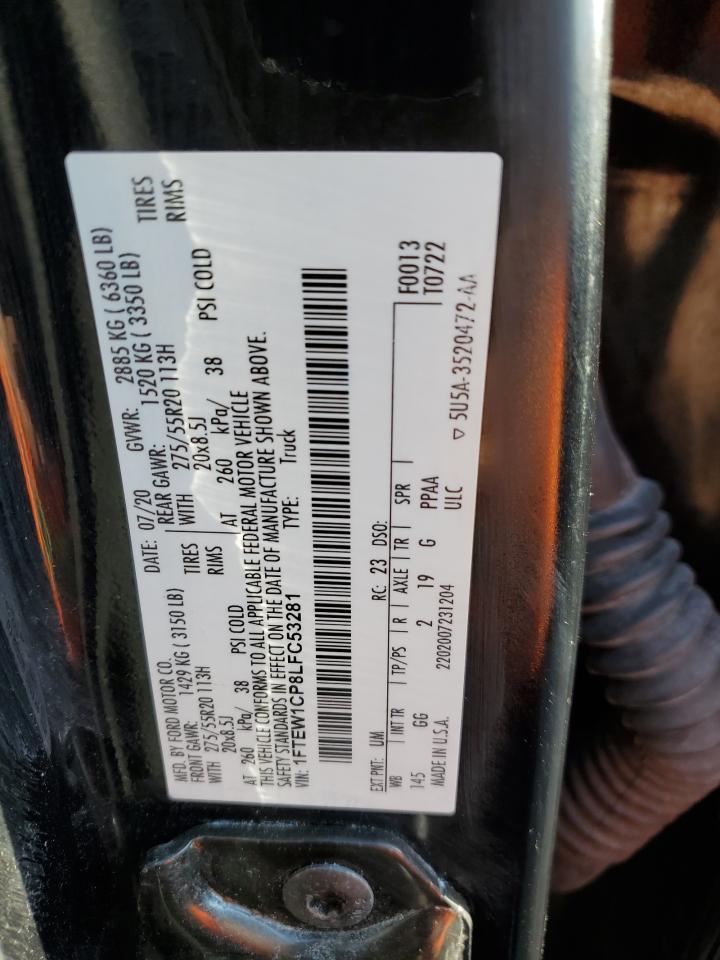 MFD. BY FORD MOTOR CO.
DATE: 07/20 GVWR: 2885 KG ( 6360 LB)
FRONT GAWR: 1429 KG ( 3150 LB) REAR GAWR: 1520 KG ( 3350 LB)
WITH 275/55R20 113H TIRES WITH 275/55R20 113H TIRES
20x8.5J RIMS 20x8.5J RIMS
AT 260 kPa/ 38 PSI COLD AT 260 kPa/ 38 PSI COLD
THIS VEHICLE CONFORMS TO ALL APPLICABLE FEDERAL MOTOR VEHICLE
SAFETY STANDARDS IN EFFECT ON THE DATE OF MANUFACTURE SHOWN ABOVE.
VIN: 1FTEW1CP8LFC53281 TYPE: Truck
F0013
T0722
EXT PNT: UM RC: 23 DSO:
WB INT TR TP/PS R AXLE TR SPR
145 GG 2 19 G PPAA
MADE IN U.S.A. 2202007231204 ULC
▽ 5U5A-3520472-AA